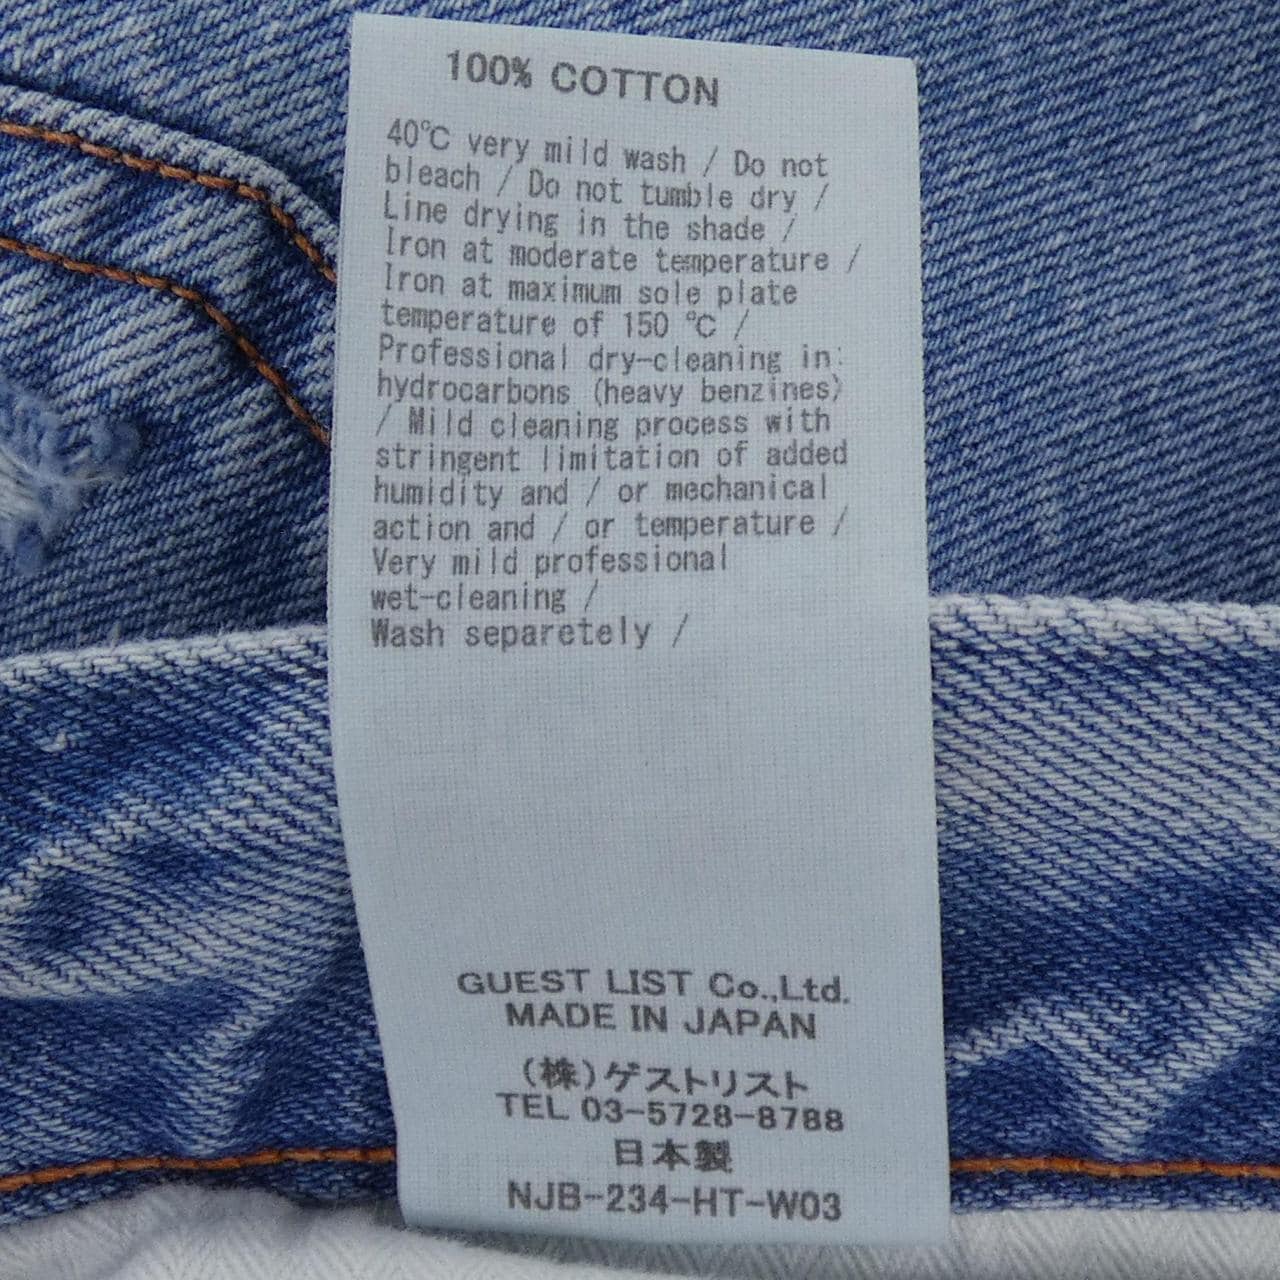 100% COTTON
40℃ very mild wash / Do not
bleach / Do not tumble dry /
Line drying in the shade /
Iron at moderate temperature /
Iron at maximum sole plate
temperature of 150 ℃ /
Professional dry-cleaning in:
hydrocarbons (heavy benzines)
/ Mild cleaning process with
stringent limitation of added
humidity and / or mechanical
action and / or temperature /
Very mild professional
wet-cleaning /
Wash separetely /
GUEST LIST Co.,Ltd.
MADE IN JAPAN
(株)ゲストリスト
TEL 03-5728-8788
日本製
NJB-234-HT-W03